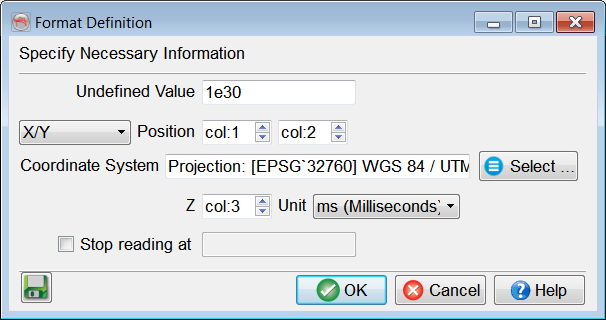 Format Definition
Specify Necessary Information
Undefined Value 1e30
X/Y Position col:1 col:2
Coordinate System Projection: [EPSG`32760] WGS 84 / UTM Select ...
Z col:3 Unit ms (Milliseconds)
Stop reading at
OK Cancel Help